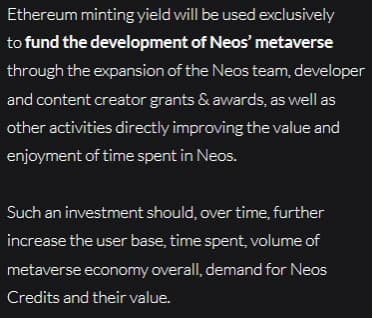 Ethereum minting yield will be used exclusively
to fund the development of Neos' metaverse
through the expansion of the Neos team, developer
and content creator grants & awards, as well as
other activities directly improving the value and
enjoyment of time spent in Neos.
Such an investment should, over time, further
increase the user base, time spent, volume of
metaverse economy overall, demand for Neos
Credits and their value.